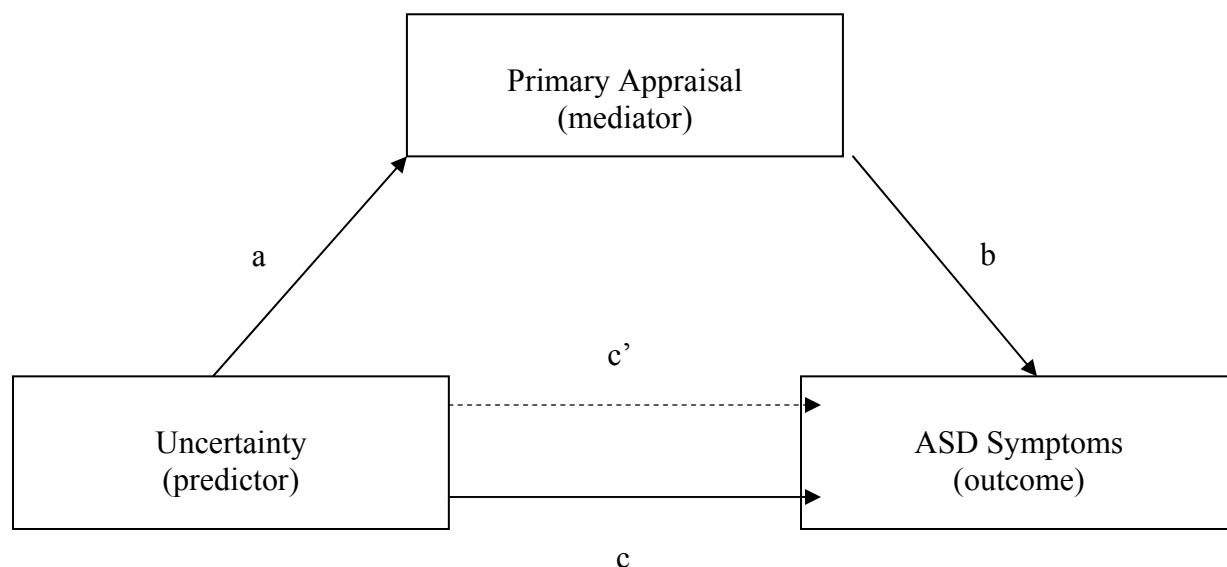 Primary Appraisal
(mediator)
a
b
c’
Uncertainty
(predictor)
ASD Symptoms
(outcome)
c